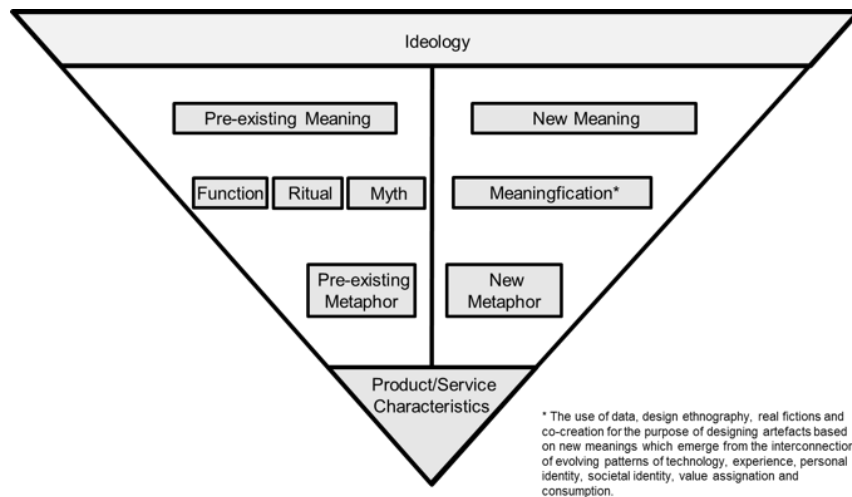 Ideology
Pre-existing Meaning
New Meaning
Function
Ritual
Myth
Meaningfication*
Pre-existing
Metaphor
New
Metaphor
Product/Service
Characteristics
* The use of data, design ethnography, real fictions and
co-creation for the purpose of designing artefacts based
on new meanings which emerge from the interconnection
of evolving patterns of technology, experience, personal
identity, societal identity, value assignation and
consumption.